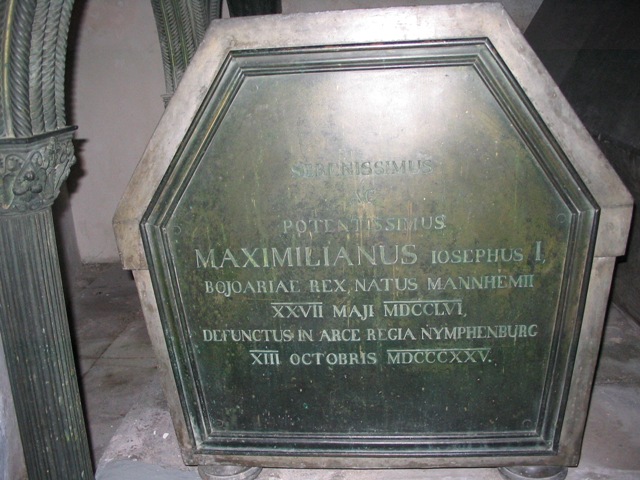 SERENISSIMUS
AC
POTENTISSIMUS
MAXIMILIANUS IOSEPHUS I,
BOJOARIAE REX, NATUS MANNHEMII
XXVII MAJI MDCCLVI,
DEFUNCTUS IN ARCE REGIA NYMPHENBURG
XIII OCTOBRIS MDCCCXXV.